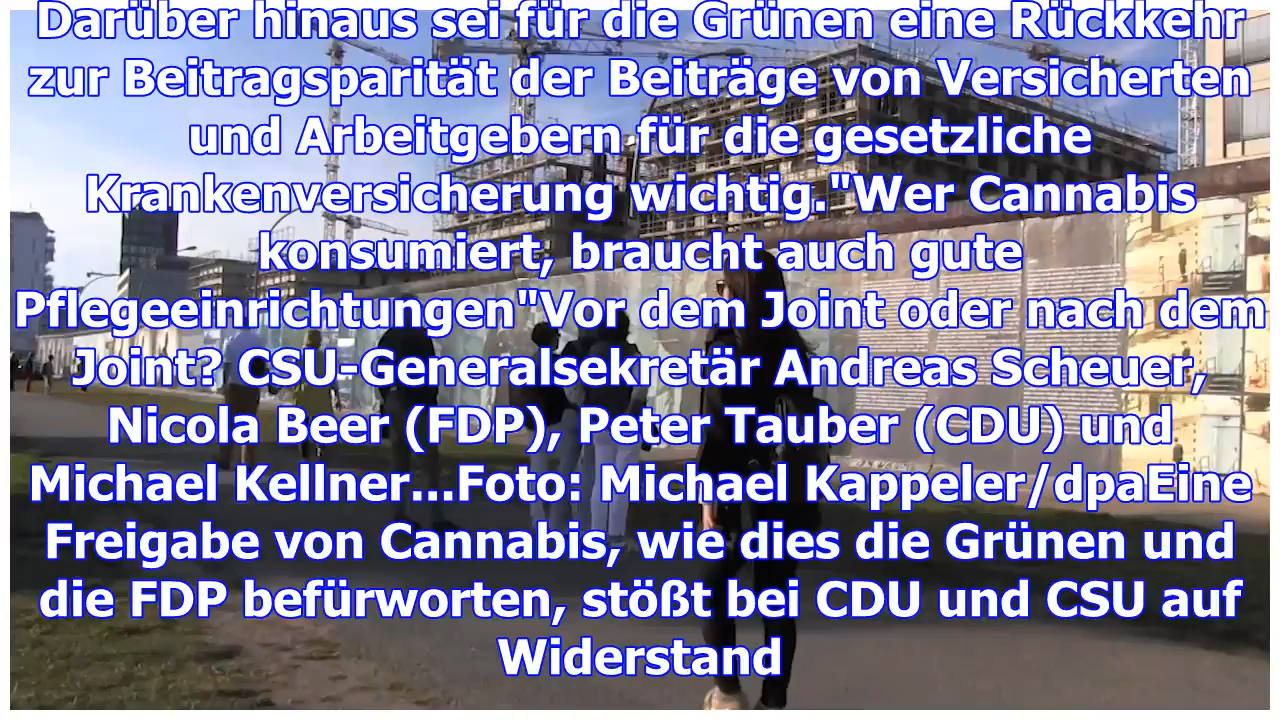 Darüber hinaus sei für die Grünen eine Rückkehr
zur Beitragsparität der Beiträge von Versicherten
und Arbeitgebern für die gesetzliche
Krankenversicherung wichtig."Wer Cannabis
konsumiert, braucht auch gute
Pflegeeinrichtungen"Vor dem Joint oder nach dem
Joint? CSU-Generalsekretär Andreas Scheuer,
Nicola Beer (FDP), Peter Tauber (CDU) und
Michael Kellner...Foto: Michael Kappeler/dpaEine
Freigabe von Cannabis, wie dies die Grünen und
die FDP befürworten, stößt bei CDU und CSU auf
Widerstand